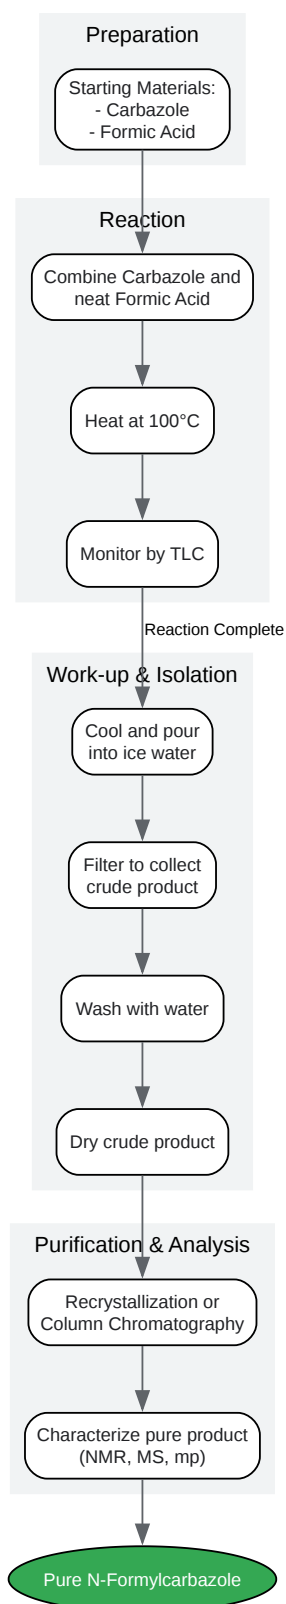 Preparation
Starting Materials:
- Carbazole
- Formic Acid
Reaction
Combine Carbazole and
neat Formic Acid
Heat at 100°C
Monitor by TLC
Reaction Complete
Work-up & Isolation
Cool and pour
into ice water
Filter to collect
crude product
Wash with water
Dry crude product
Purification & Analysis
Recrystallization or
Column Chromatography
Characterize pure product
(NMR, MS, mp)
Pure N-Formylcarbazole